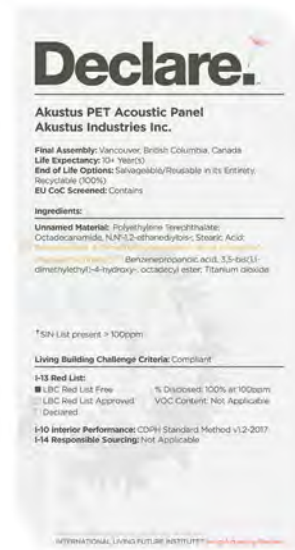 Declare.
Akustus PET Acoustic Panel
Akustus Industries Inc.
Final Assembly: Vancouver, British Columbia, Canada
Life Expectancy: 10+ Year(s)
End of Life Options: Salvageable/Reusable in its Entirety,
Recyclable (100%)
EU CoC Screened: Contains
Ingredients:
Unnamed Material: Polyethylene Terephthalate;
Octadecanamide, N,N'-1,2-ethanediylbis-; Stearic Acid;
Benzenepropanoic acid, 3,5-bis(1,1-
dimethylethyl)-4-hydroxy-, octadecyl ester; Titanium dioxide
†SIN List present > 100ppm
Living Building Challenge Criteria: Compliant
I-13 Red List:
LBC Red List Free % Disclosed: 100% at 100ppm
LBC Red List Approved VOC Content: Not Applicable
Declared
I-10 Interior Performance: CDPH Standard Method v1.2-2017
I-14 Responsible Sourcing: Not Applicable
INTERNATIONAL LIVING FUTURE INSTITUTE